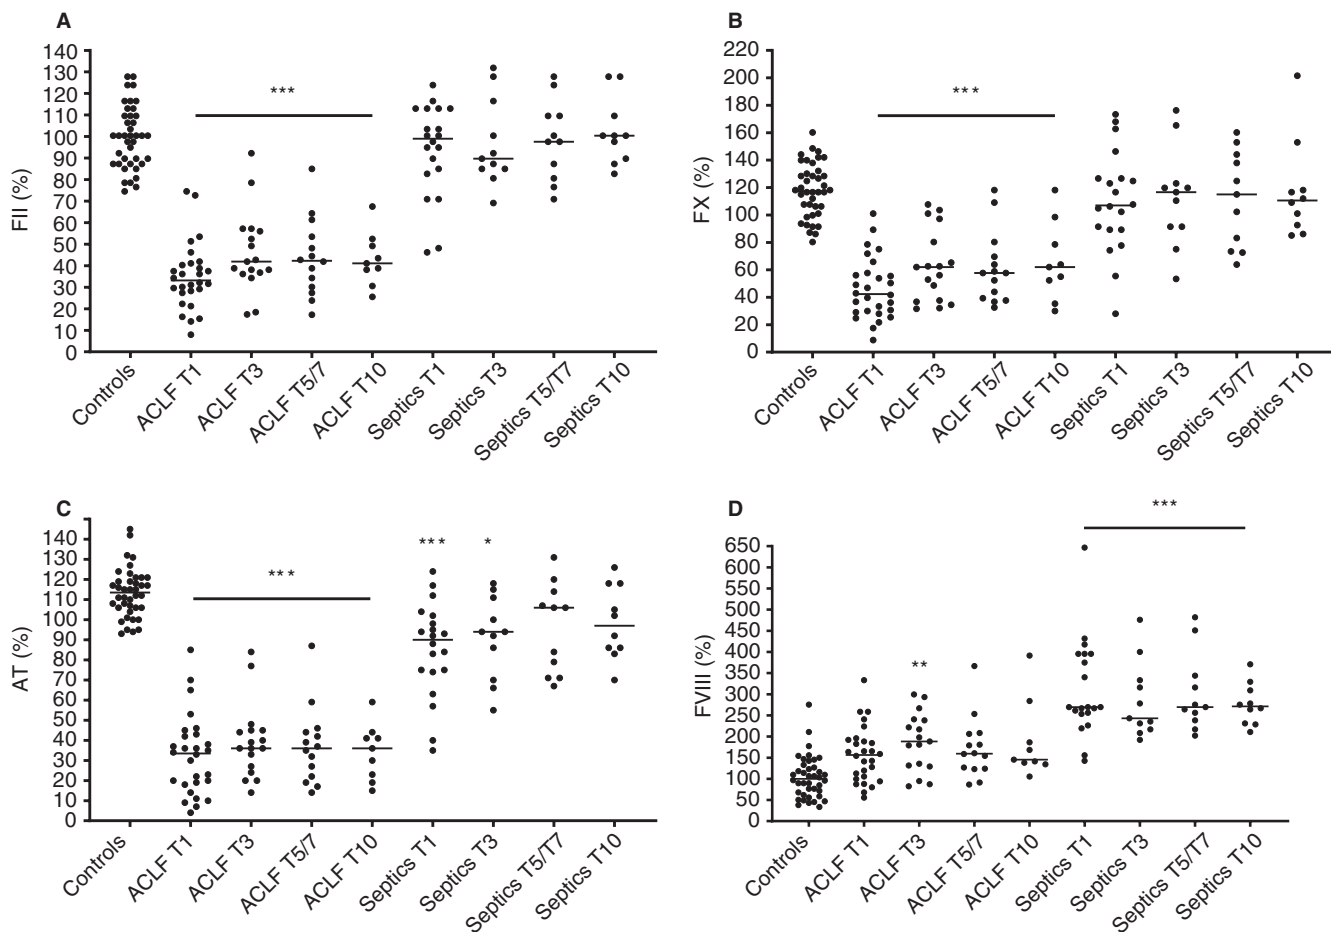 A
FII (%)
140
130
120
110
100
90
80
70
60
50
40
30
20
10
0
***
Controls
ACLF T1
ACLF T3
ACLF T5/7
ACLF T10
Septics T1
Septics T3
Septics T5/T7
Septics T10
B
FX (%)
220
200
180
160
140
120
100
80
60
40
20
0
***
Controls
ACLF T1
ACLF T3
ACLF T5/7
ACLF T10
Septics T1
Septics T3
Septics T5/T7
Septics T10
C
AT (%)
140
130
120
110
100
90
80
70
60
50
40
30
20
10
0
***
***
*
Controls
ACLF T1
ACLF T3
ACLF T5/7
ACLF T10
Septics T1
Septics T3
Septics T5/T7
Septics T10
D
FVIII (%)
650
600
550
500
450
400
350
300
250
200
150
100
50
0
**
***
Controls
ACLF T1
ACLF T3
ACLF T5/7
ACLF T10
Septics T1
Septics T3
Septics T5/T7
Septics T10